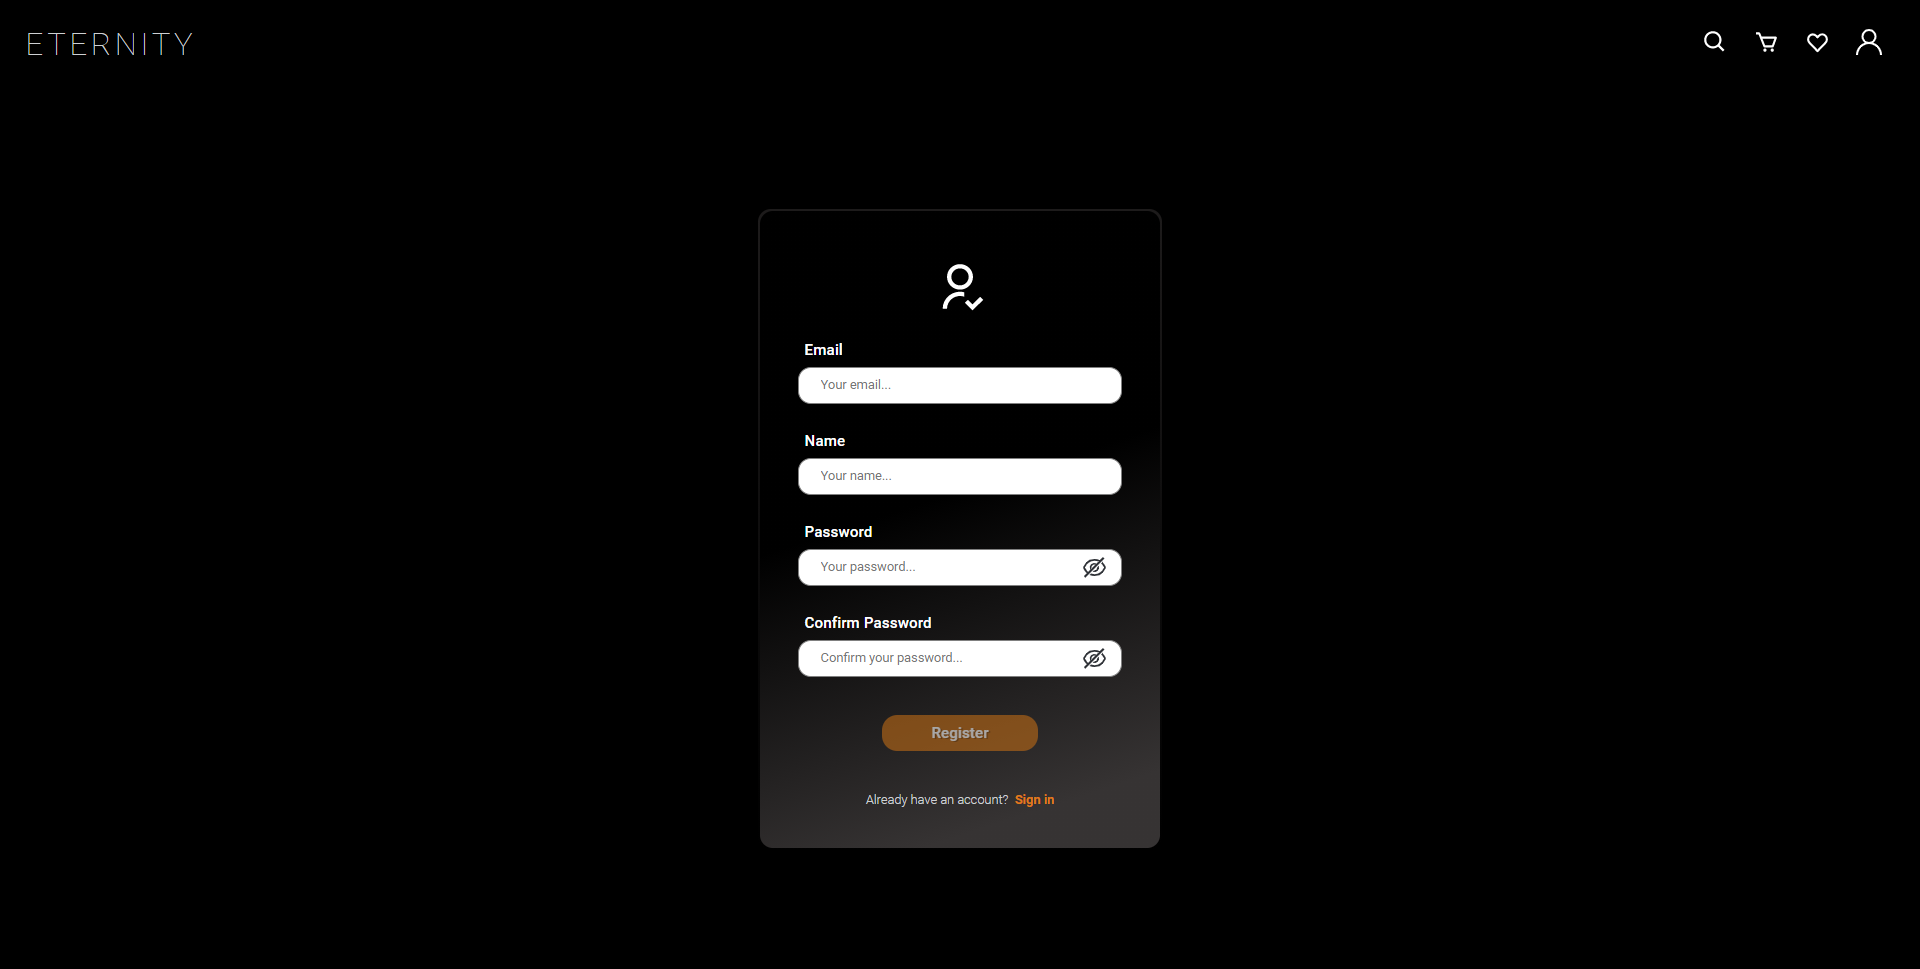 ETERNITY
Email
Your email...
Name
Your name...
Password
Your password...
Confirm Password
Confirm your password...
Register
Already have an account? Sign in